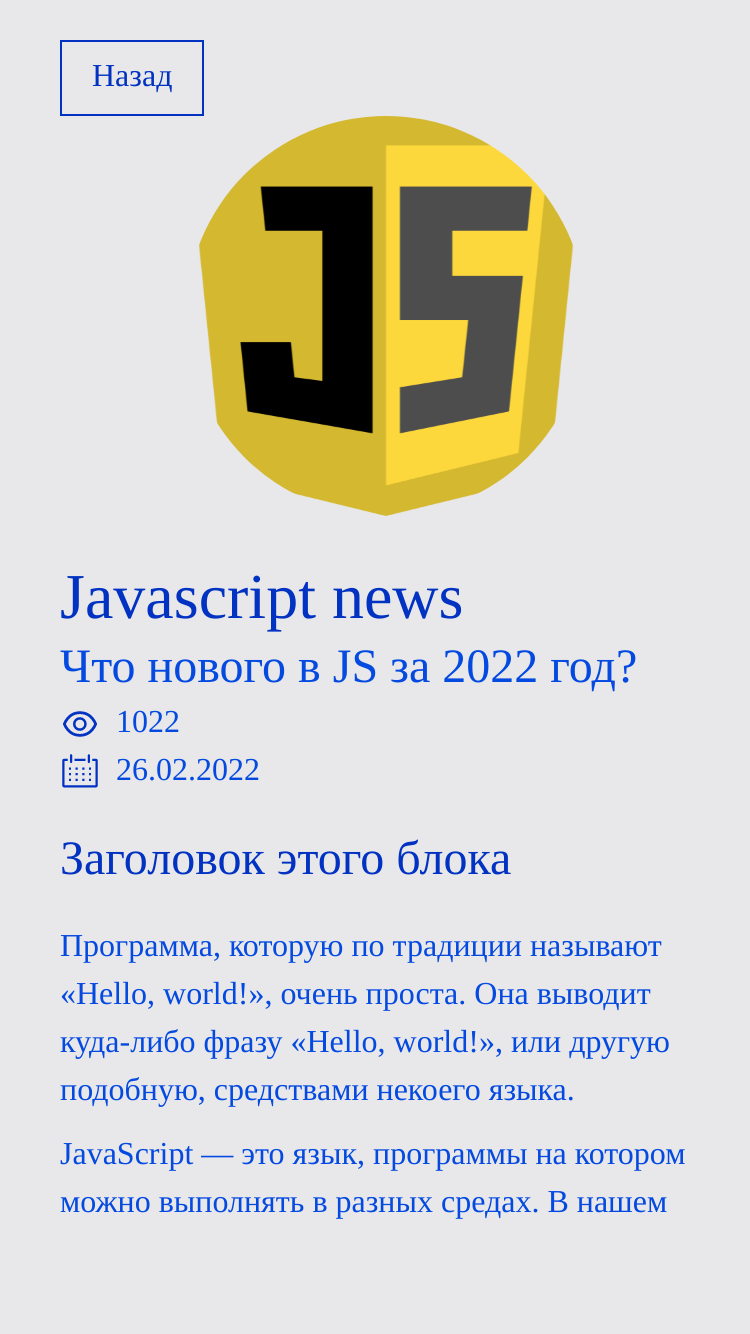 Назад
JS
Javascript news
Что нового в JS за 2022 год?
1022
26.02.2022
Заголовок этого блока
Программа, которую по традиции называют
«Hello, world!», очень проста. Она выводит
куда-либо фразу «Hello, world!», или другую
подобную, средствами некоего языка.
JavaScript — это язык, программы на котором
можно выполнять в разных средах. В нашем